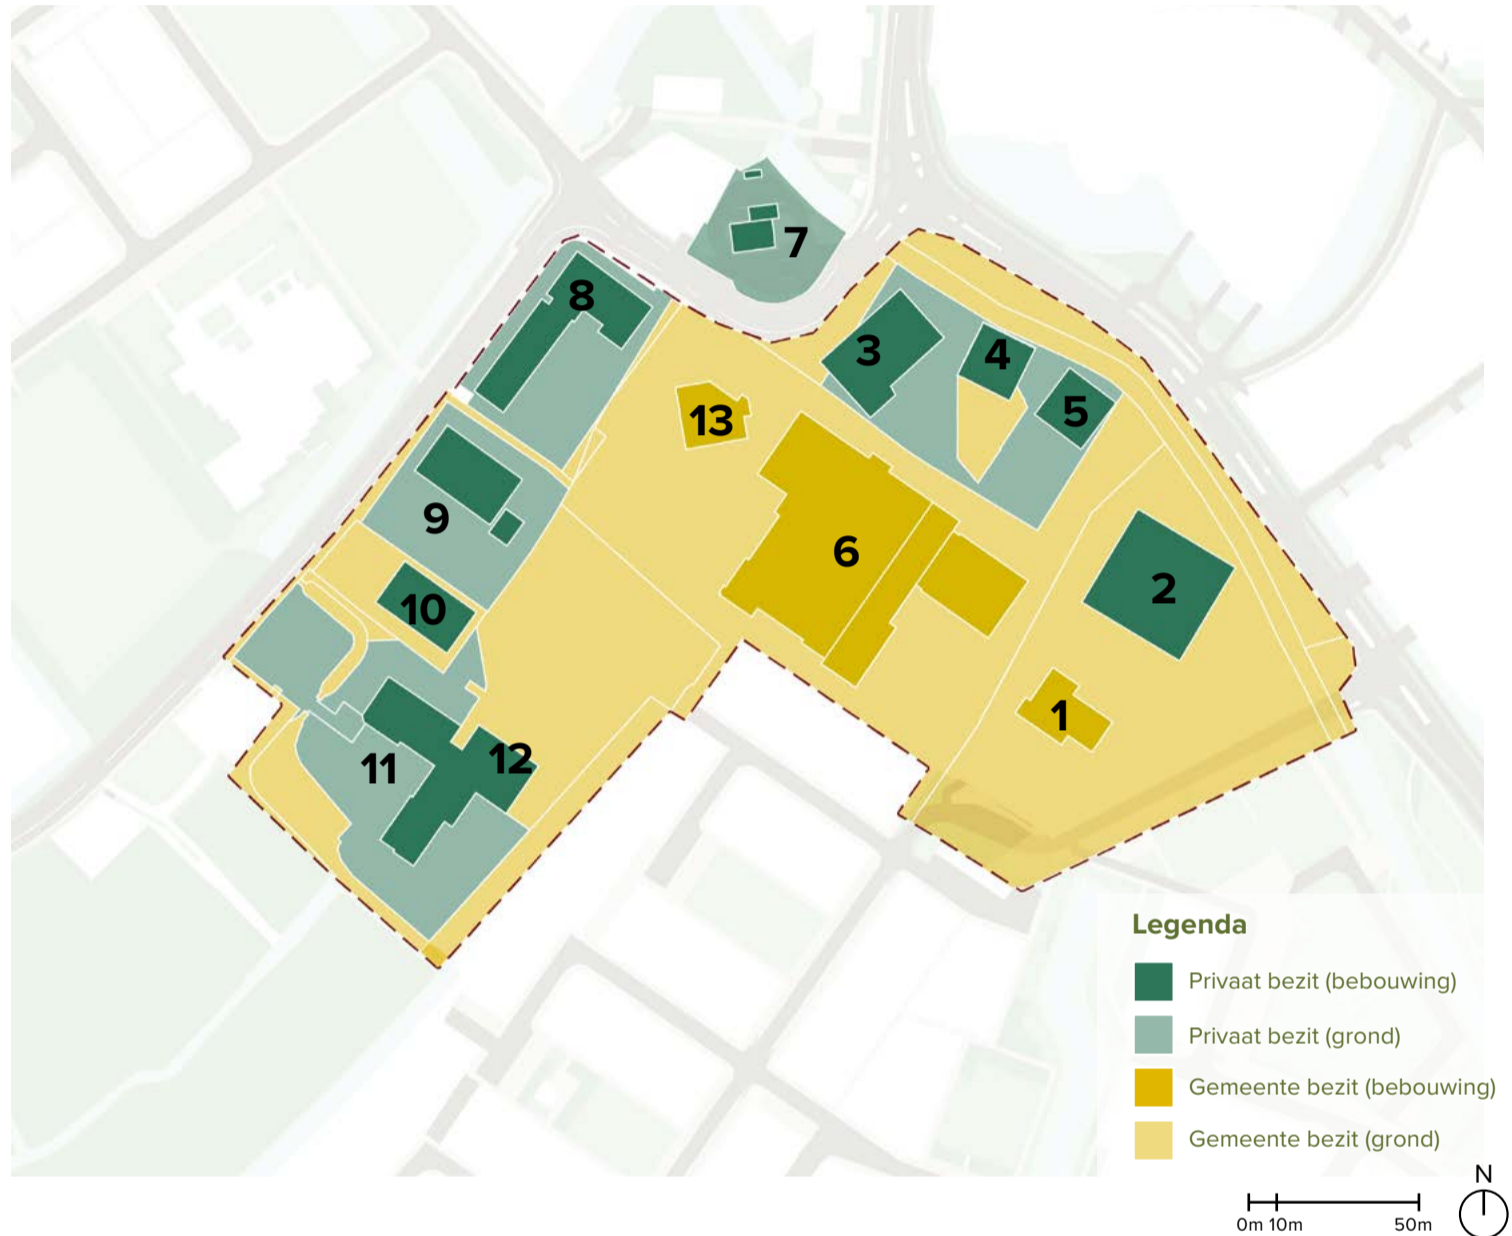 7
8
3
4
5
13
9
6
2
10
1
11
12
Legenda
Privaat bezit (bebouwing)
Privaat bezit (grond)
Gemeente bezit (bebouwing)
Gemeente bezit (grond)
N
0m 10m 50m